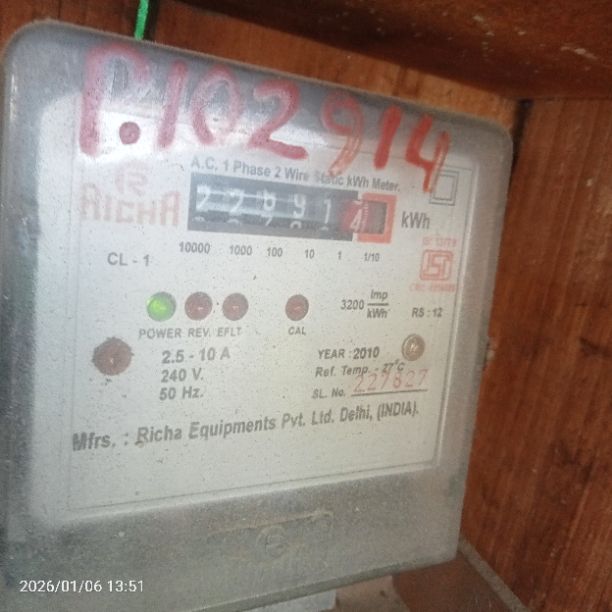 P.102914
A.C. 1 Phase 2 Wire Static kWh Meter.
RICHA
kWh
10000 1000 100 10 1 1/10
CL - 1
ISI
3200 Imp/kWh
RS : 12
POWER REV. EFLT CAL
2.5 - 10 A
240 V.
50 Hz.
YEAR : 2010
Ref. Temp. - 27°C
SL. No. 227827
Mfrs. : Richa Equipments Pvt. Ltd. Delhi, (INDIA).
2026/01/06 13:51